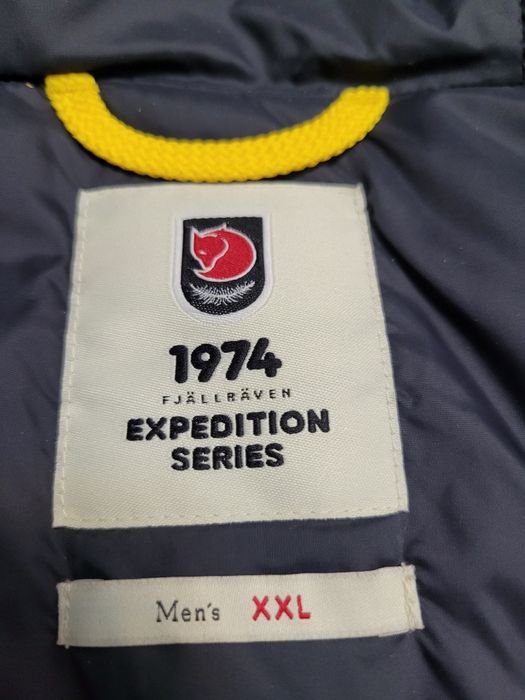 1974
FJÄLLRÄVEN
EXPEDITION
SERIES
Men's XXL